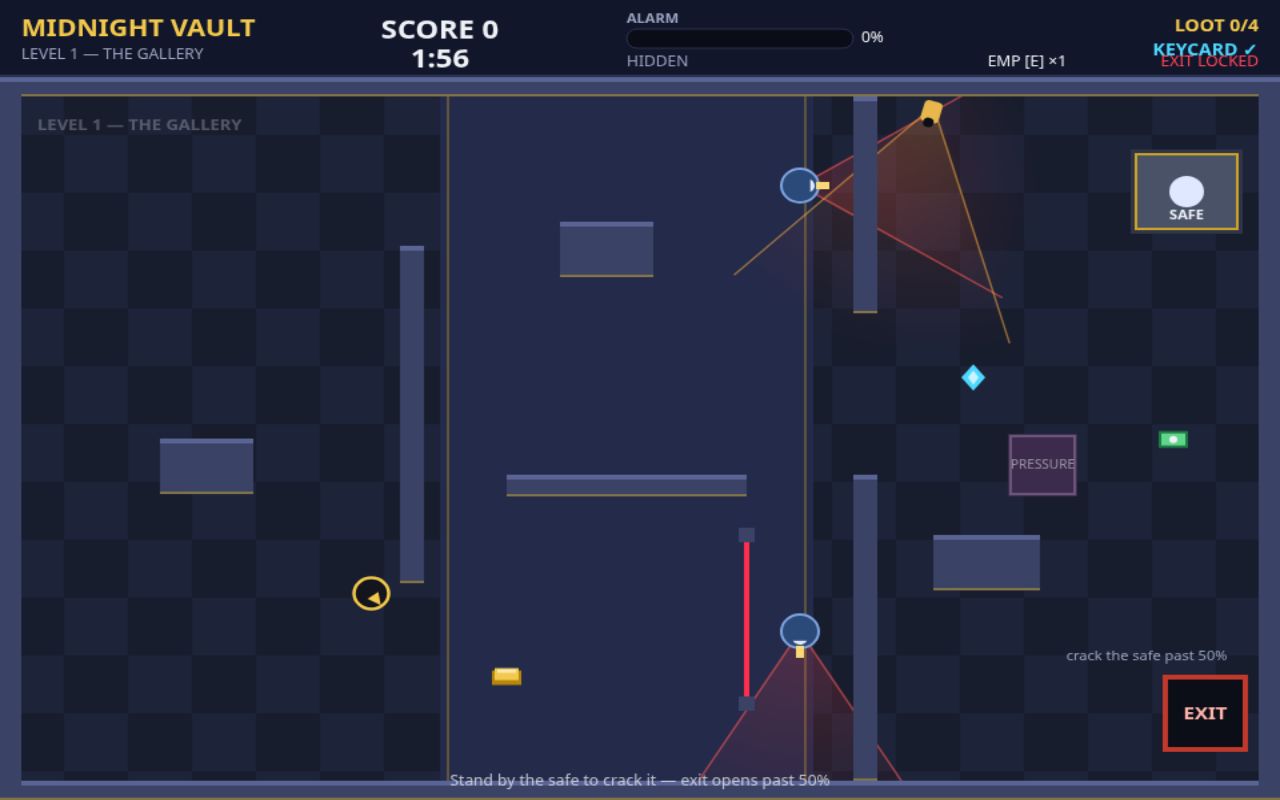 MIDNIGHT VAULT
LEVEL 1 — THE GALLERY
SCORE 0
1:56
ALARM
0%
HIDDEN
EMP [E] ×1
LOOT 0/4
KEYCARD ✓
EXIT LOCKED
LEVEL 1 — THE GALLERY
SAFE
PRESSURE
crack the safe past 50%
EXIT
Stand by the safe to crack it — exit opens past 50%